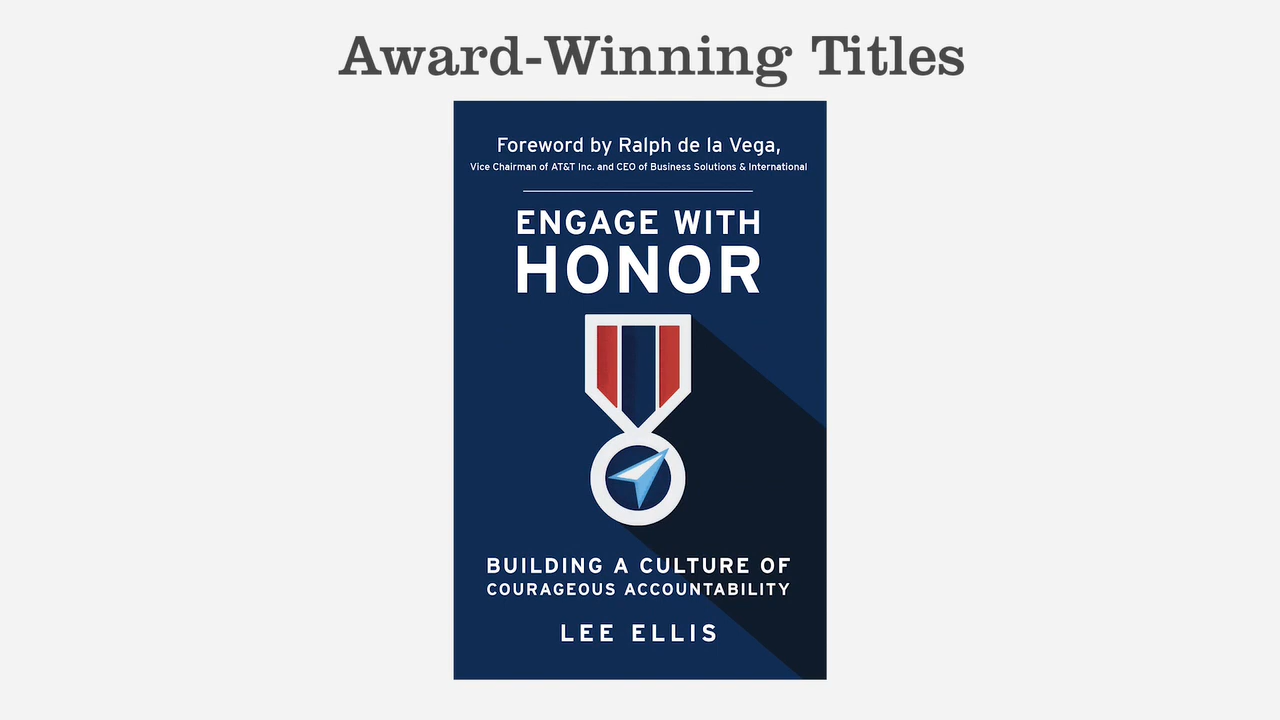 Award-Winning Titles
Foreword by Ralph de la Vega,
Vice Chairman of AT&T Inc. and CEO of Business Solutions & International
ENGAGE WITH
HONOR
BUILDING A CULTURE OF
COURAGEOUS ACCOUNTABILITY
LEE ELLIS